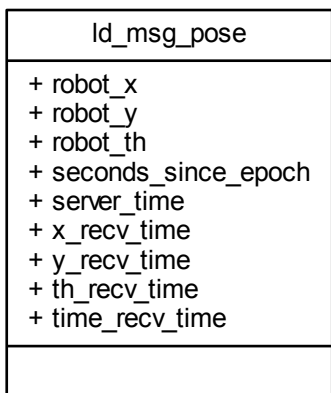 ld_msg_pose
+ robot_x
+ robot_y
+ robot_th
+ seconds_since_epoch
+ server_time
+ x_recv_time
+ y_recv_time
+ th_recv_time
+ time_recv_time